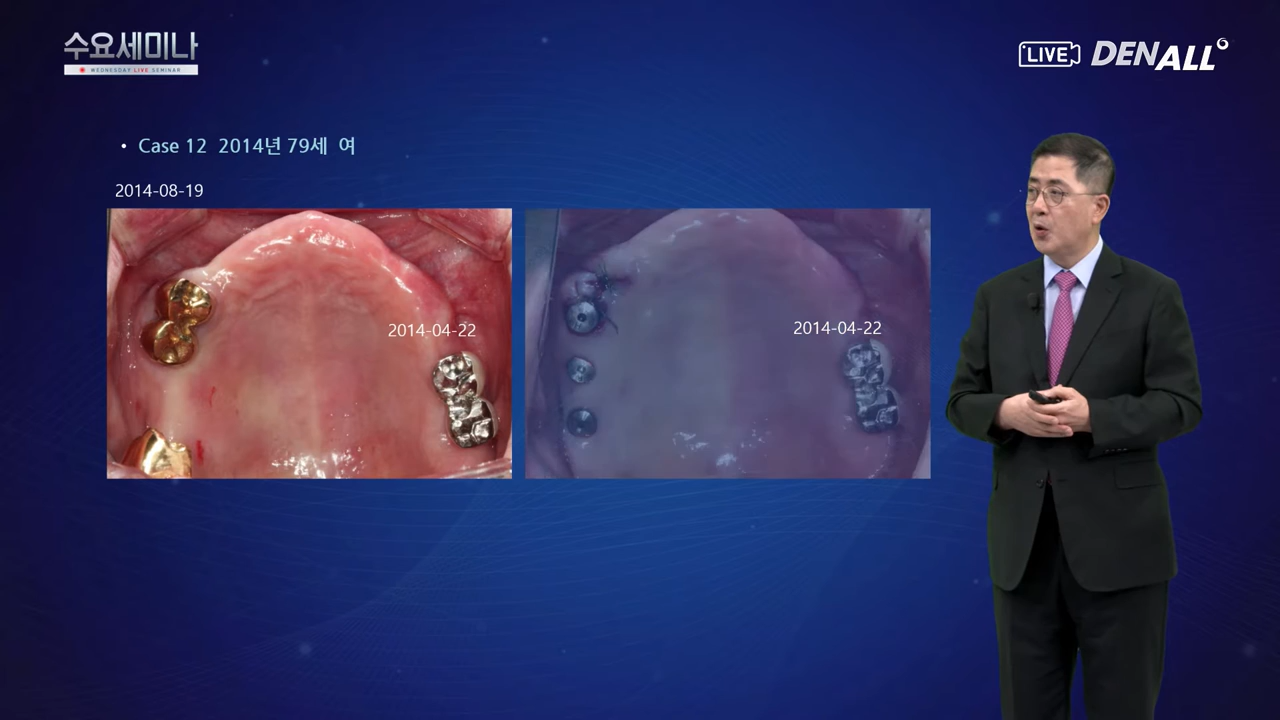 수요세미나
WEDNESDAY LIVE SEMINAR
LIVE
DENALL
• Case 12 2014년 79세 여
2014-08-19
2014-04-22
2014-04-22